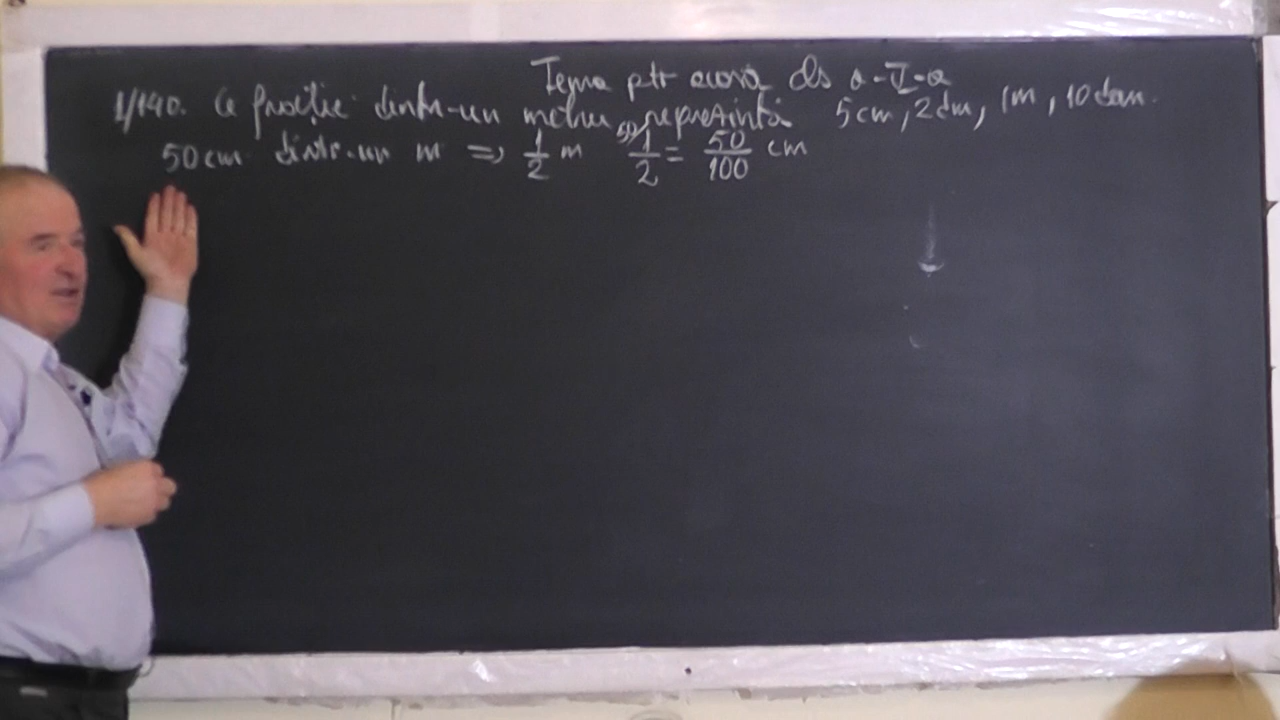 Tema ptr acasă cls a-V-a
1/140. Ce fracție dintr-un metru reprezintă 5cm, 2dm, 1m, 10dam.
50cm dintr-un m => 1/2 m 50) 1/2 = 50/100 cm